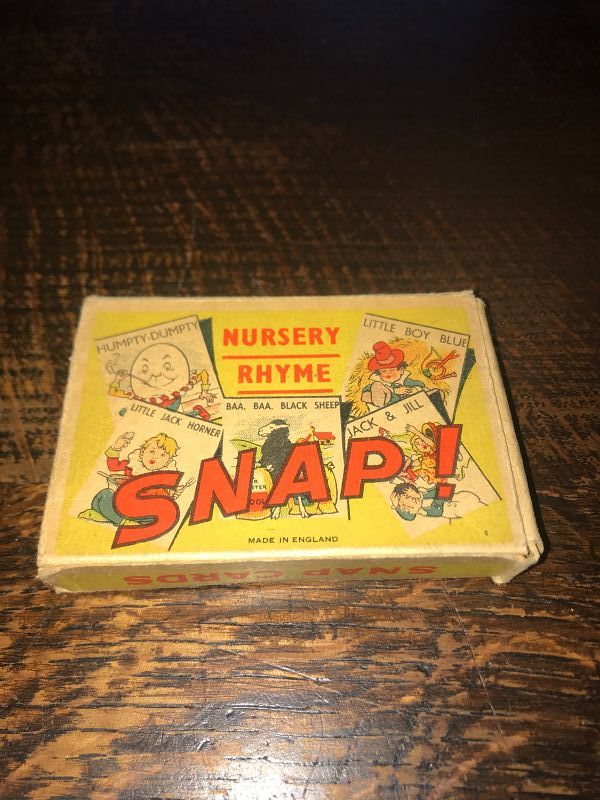 NURSERY
RHYME
HUMPTY-DUMPTY
LITTLE BOY BLUE
LITTLE JACK HORNER
BAA. BAA. BLACK SHEEP
JACK & JILL
SNAP!
MADE IN ENGLAND
SNAP CARDS